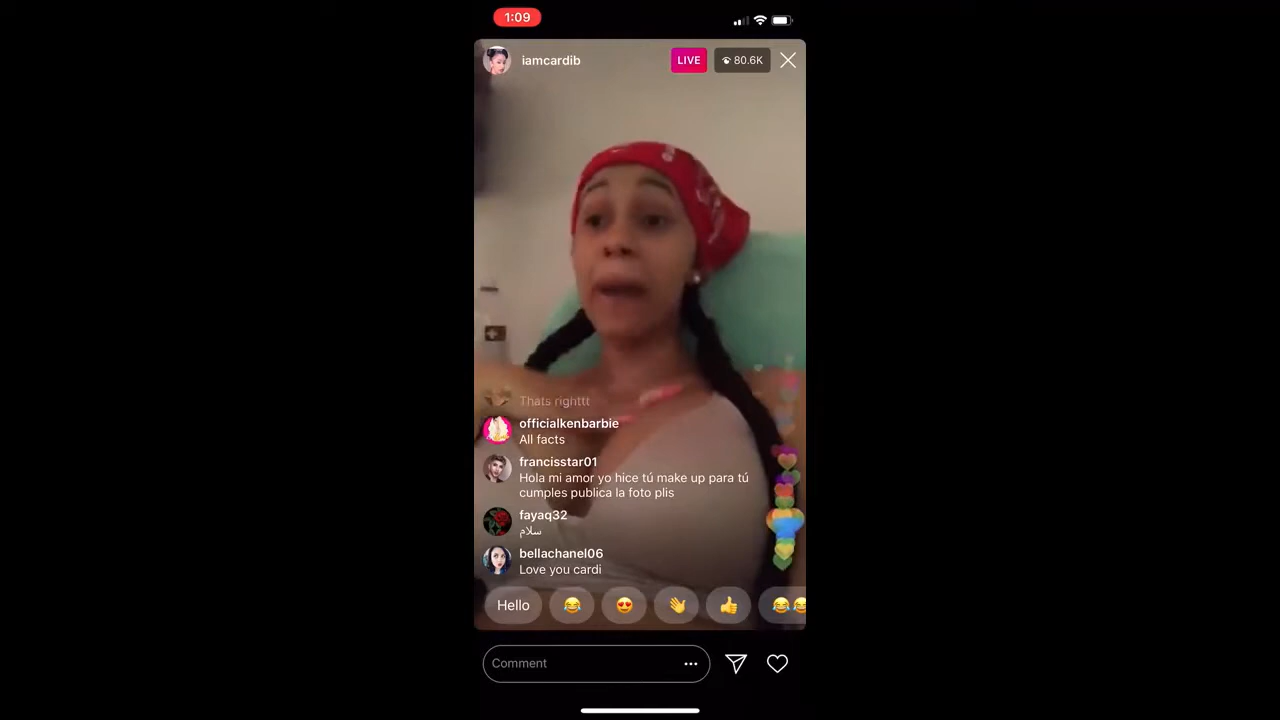 1:09
iamcardib
LIVE
80.6K
Thats righttt
officialkenbarbie
All facts
francisstar01
Hola mi amor yo hice tú make up para tú
cumples publica la foto plis
fayaq32
سلام
bellachanel06
Love you cardi
Hello
Comment